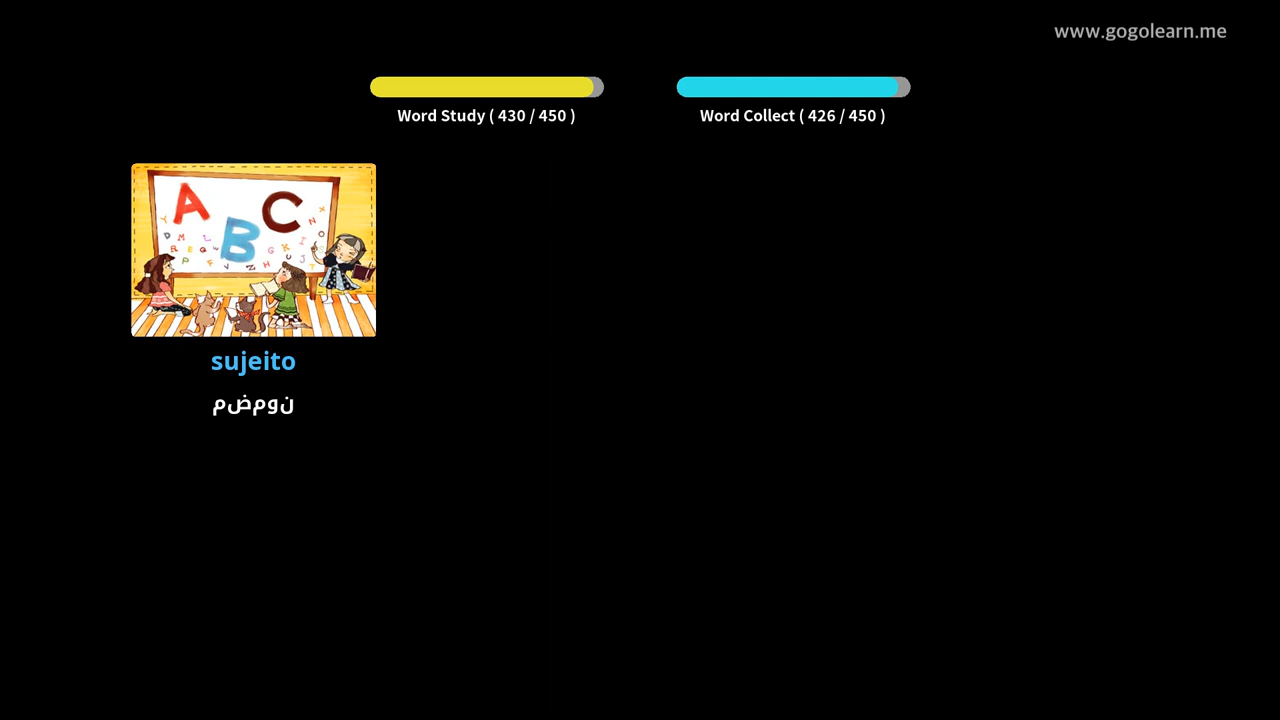 www.gogolearn.me
Word Study ( 430 / 450 )
Word Collect ( 426 / 450 )
A
B
C
sujeito
مضمون